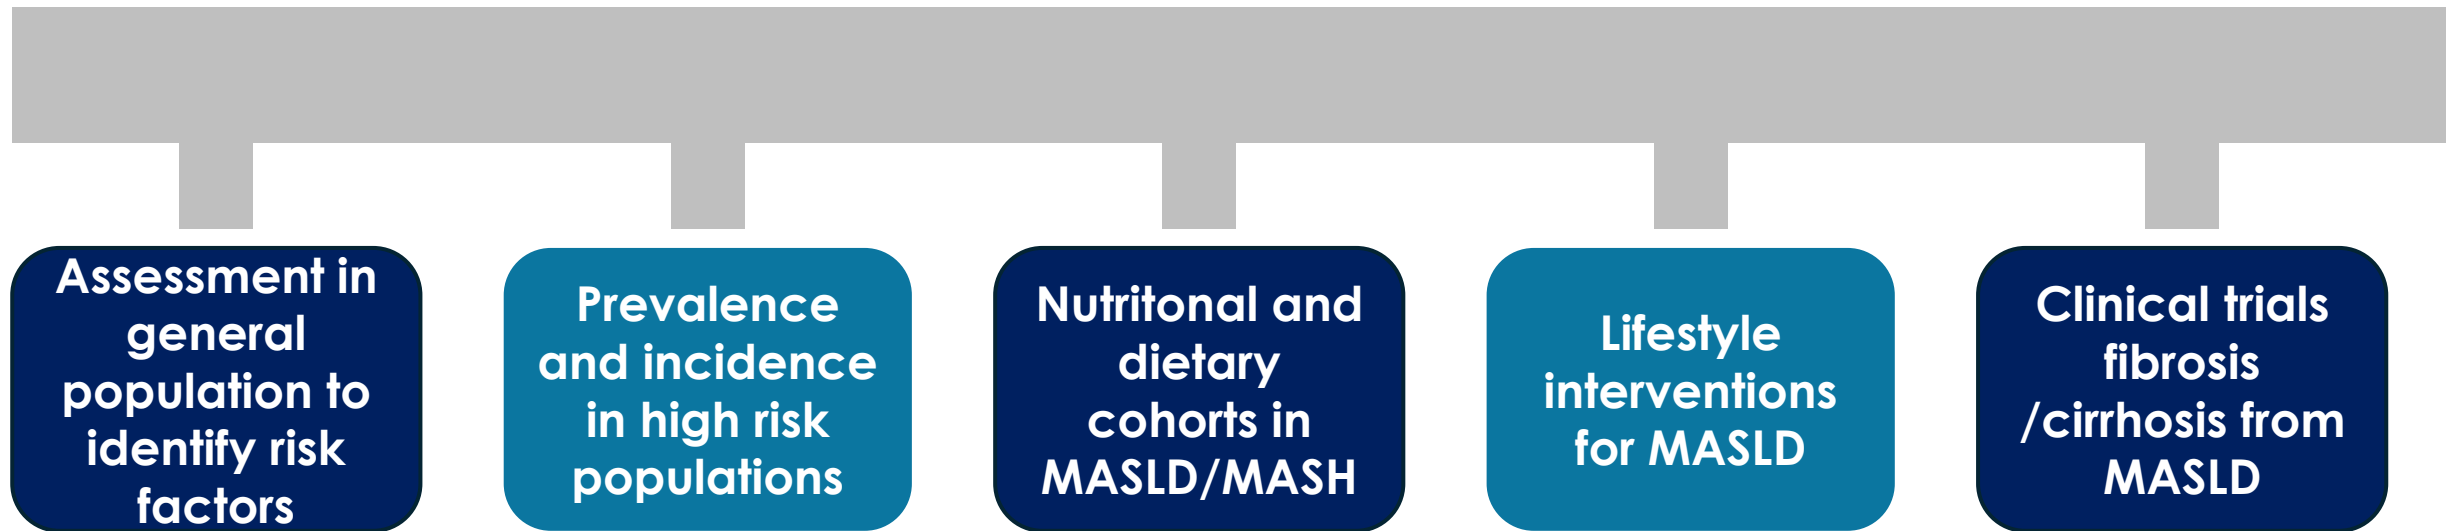 Assessment in
general
population to
identify risk
factors
Prevalence
and incidence
in high risk
populations
Nutritonal and
dietary
cohorts in
MASLD/MASH
Lifestyle
interventions
for MASLD
Clinical trials
fibrosis
/cirrhosis from
MASLD